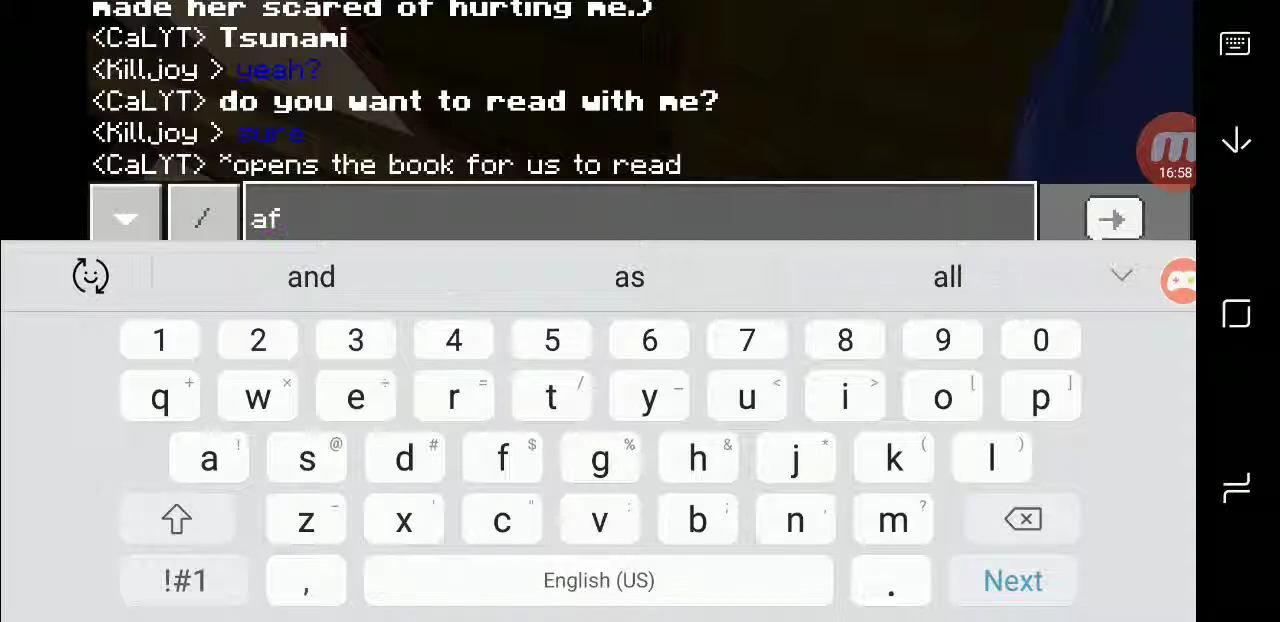 made her scared of hurting me.)
<CaLYT> Tsunami
<Killjoy > yeah?
<CaLYT> do you want to read with me?
<Killjoy > sure
<CaLYT> *opens the book for us to read
/ af
16:58
and as all
1 2 3 4 5 6 7 8 9 0
q + w × e ÷ r = t / y _ u < i > o [ p ]
a ! s @ d # f $ g % h & j * k ( l )
z - x ' c " v : b ; n , m ?
!#1 , English (US) . Next